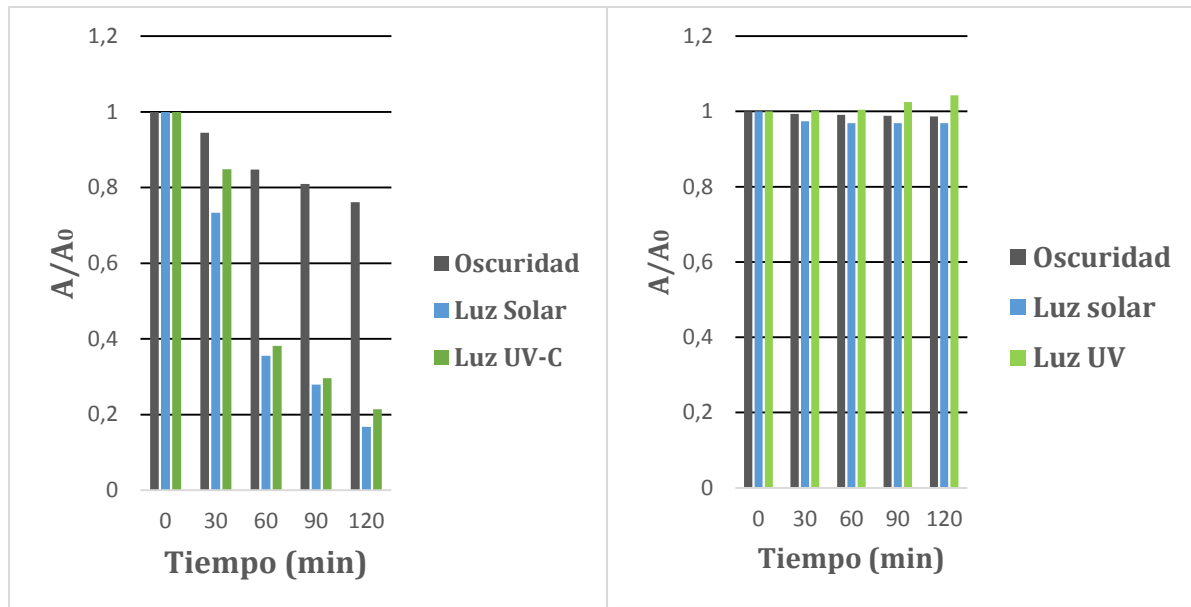 1,2
1
0,8
0,6
0,4
0,2
0
A/A0
0 30 60 90 120
Tiempo (min)
Oscuridad
Luz Solar
Luz UV-C
1,2
1
0,8
0,6
0,4
0,2
0
A/A0
0 30 60 90 120
Tiempo (min)
Oscuridad
Luz solar
Luz UV